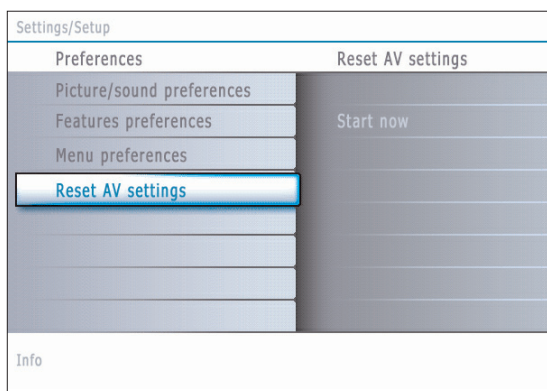 Settings/Setup
Preferences
Reset AV settings
Picture/sound preferences
Features preferences
Start now
Menu preferences
Reset AV settings
Info